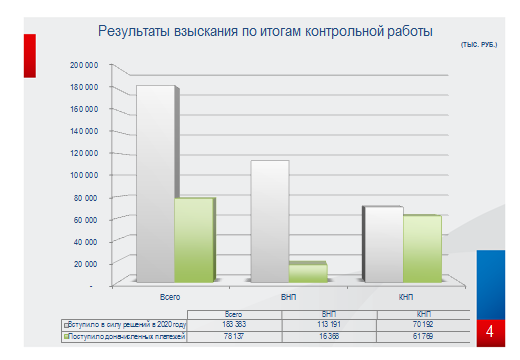 Результаты взыскания по итогам контрольной работы
(ТЫС. РУБ.)
200 000
180 000
160 000
140 000
120 000
100 000
80 000
60 000
40 000
20 000
-
Всего ВНП КНП
Всего ВНП КНП
Вступило в силу решений в 2020 году 183 383 113 191 70 192
Поступило доначисленных платежей 78 137 16 368 61 769
4